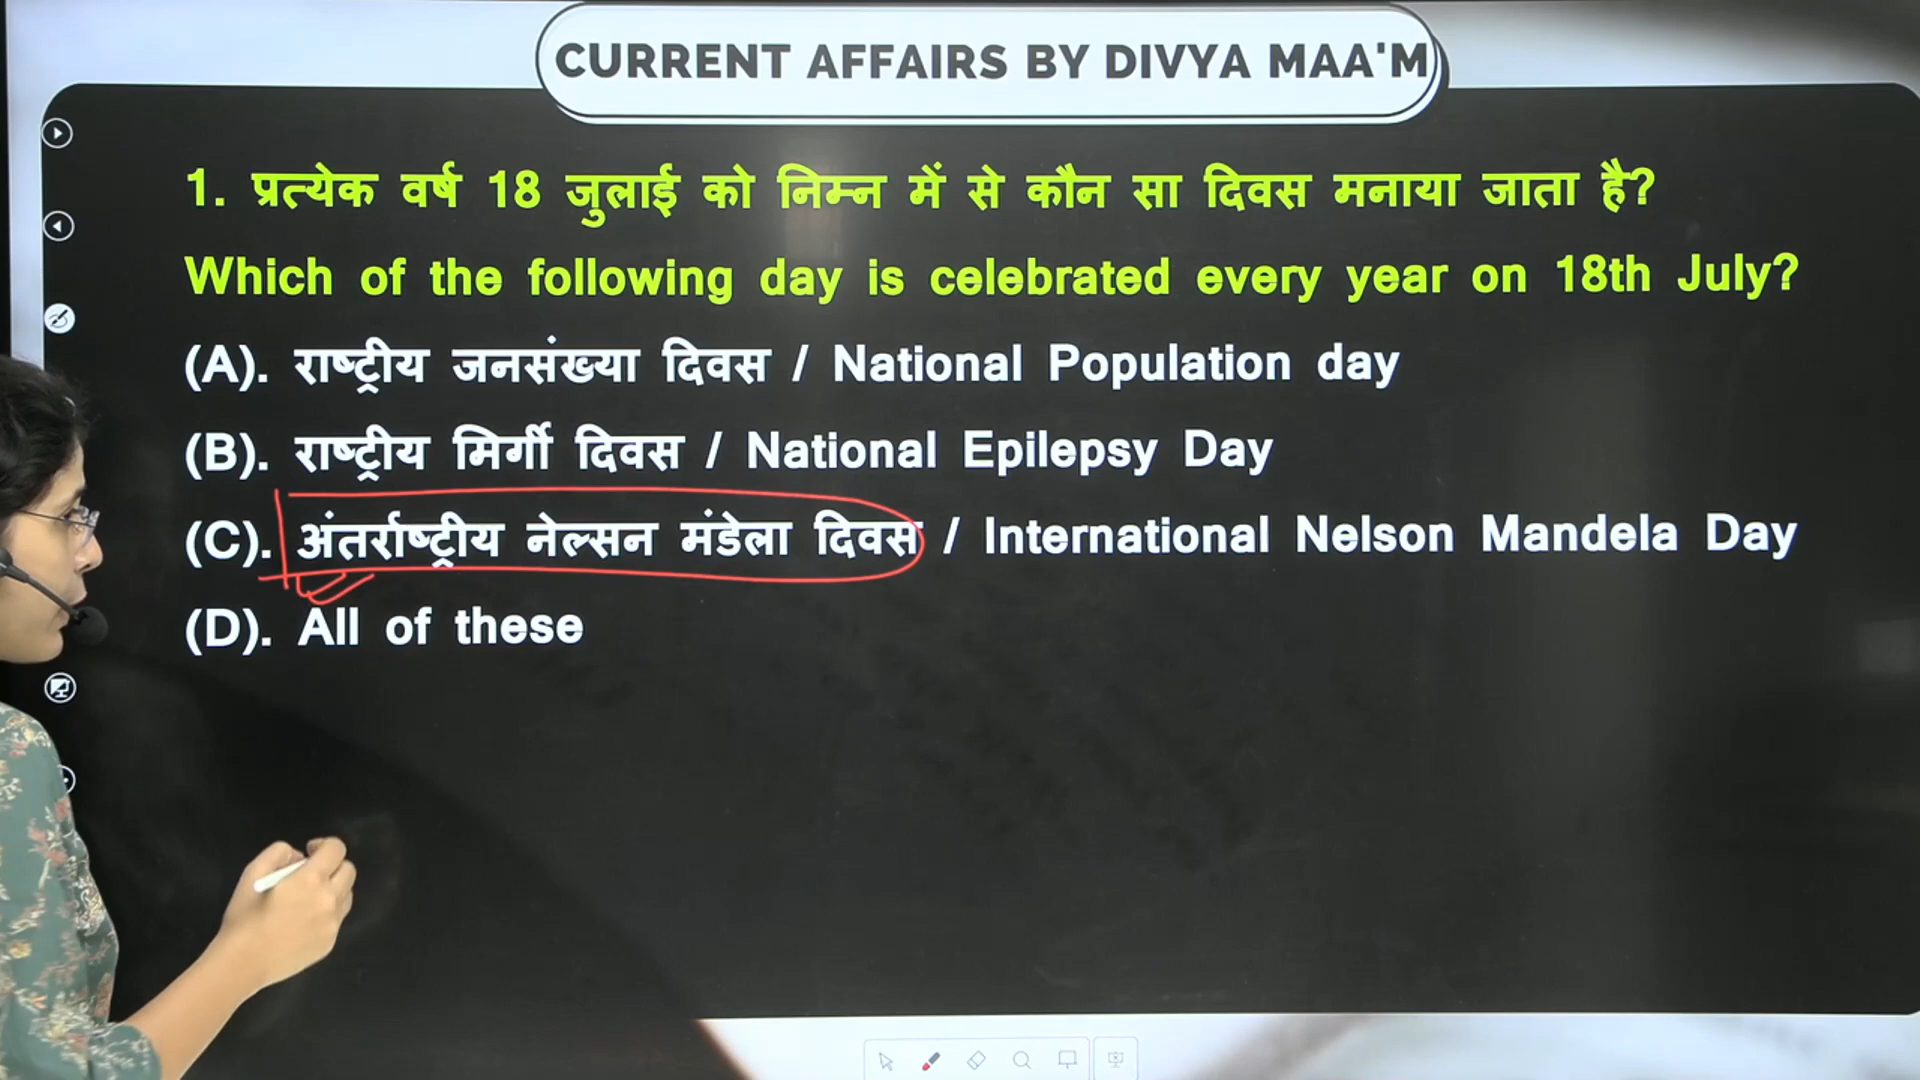 CURRENT AFFAIRS BY DIVYA MAA'M
1. प्रत्येक वर्ष 18 जुलाई को निम्न में से कौन सा दिवस मनाया जाता है?
Which of the following day is celebrated every year on 18th July?
(A). राष्ट्रीय जनसंख्या दिवस / National Population day
(B). राष्ट्रीय मिर्गी दिवस / National Epilepsy Day
(C). अंतर्राष्ट्रीय नेल्सन मंडेला दिवस / International Nelson Mandela Day
(D). All of these